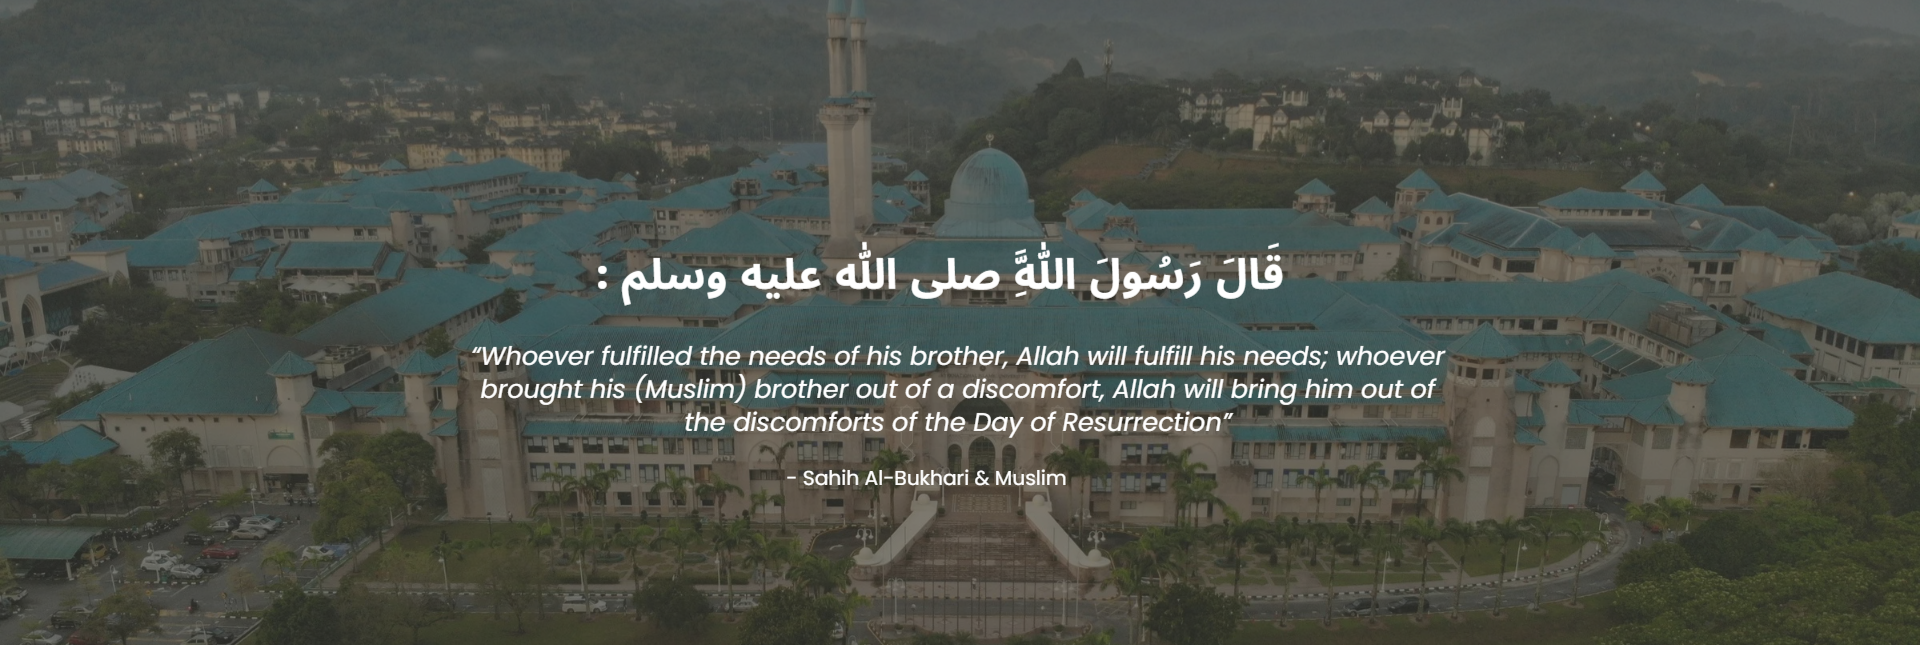 قَالَ رَسُولَ اللَّهَِ صلى الله عليه وسلم :
“Whoever fulfilled the needs of his brother, Allah will fulfill his needs; whoever
brought his (Muslim) brother out of a discomfort, Allah will bring him out of
the discomforts of the Day of Resurrection”
- Sahih Al-Bukhari & Muslim